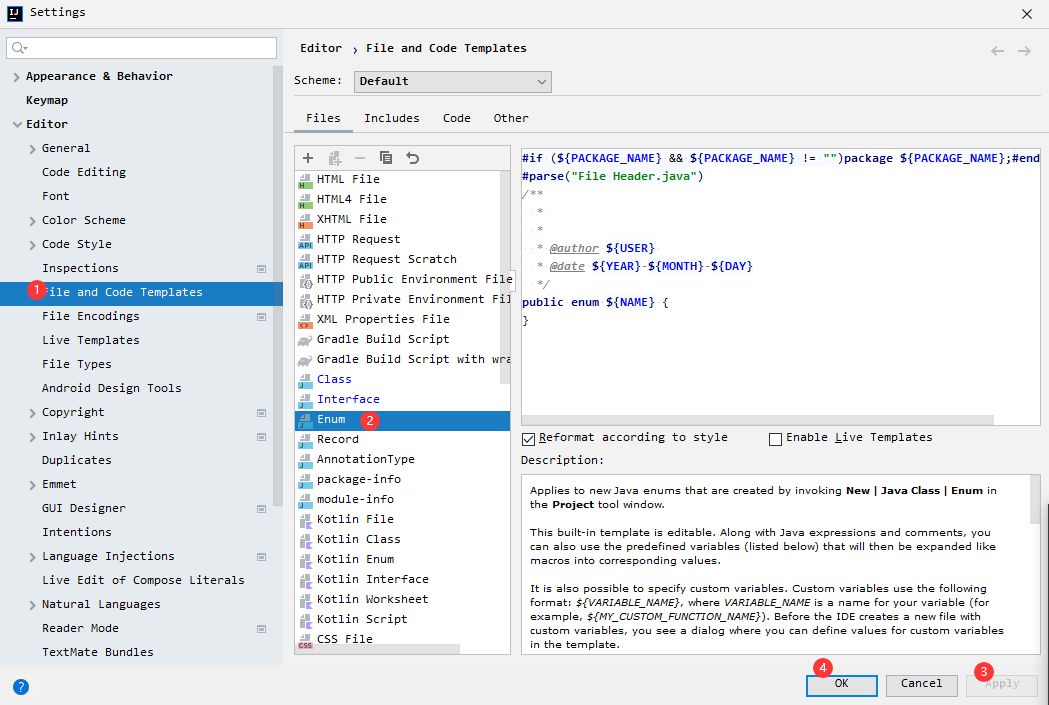 Settings
Appearance & Behavior
Keymap
Editor
General
Code Editing
Font
Color Scheme
Code Style
Inspections
1
ile and Code Templates
File Encodings
Live Templates
File Types
Android Design Tools
Copyright
Inlay Hints
Duplicates
Emmet
GUI Designer
Intentions
Language Injections
Live Edit of Compose Literals
Natural Languages
Reader Mode
TextMate Bundles
Editor › File and Code Templates
Scheme: Default
Files Includes Code Other
HTML File
HTML4 File
XHTML File
HTTP Request
HTTP Request Scratch
HTTP Public Environment File
HTTP Private Environment Fil
XML Properties File
Gradle Build Script
Gradle Build Script with wra
Class
Interface
Enum 2
Record
AnnotationType
package-info
module-info
Kotlin File
Kotlin Class
Kotlin Enum
Kotlin Interface
Kotlin Worksheet
Kotlin Script
CSS File
#if (${PACKAGE_NAME} && ${PACKAGE_NAME} != "")package ${PACKAGE_NAME};#end
#parse("File Header.java")
/**
*
*
* @author ${USER}
* @date ${YEAR}-${MONTH}-${DAY}
*/
public enum ${NAME} {
}
Reformat according to style Enable Live Templates
Description:
Applies to new Java enums that are created by invoking New | Java Class | Enum in
the Project tool window.
This built-in template is editable. Along with Java expressions and comments, you
can also use the predefined variables (listed below) that will then be expanded like
macros into corresponding values.
It is also possible to specify custom variables. Custom variables use the following
format: ${VARIABLE_NAME}, where VARIABLE_NAME is a name for your variable (for
example, ${MY_CUSTOM_FUNCTION_NAME}). Before the IDE creates a new file with
custom variables, you see a dialog where you can define values for custom variables
in the template.
?
4
OK
Cancel
3
Apply